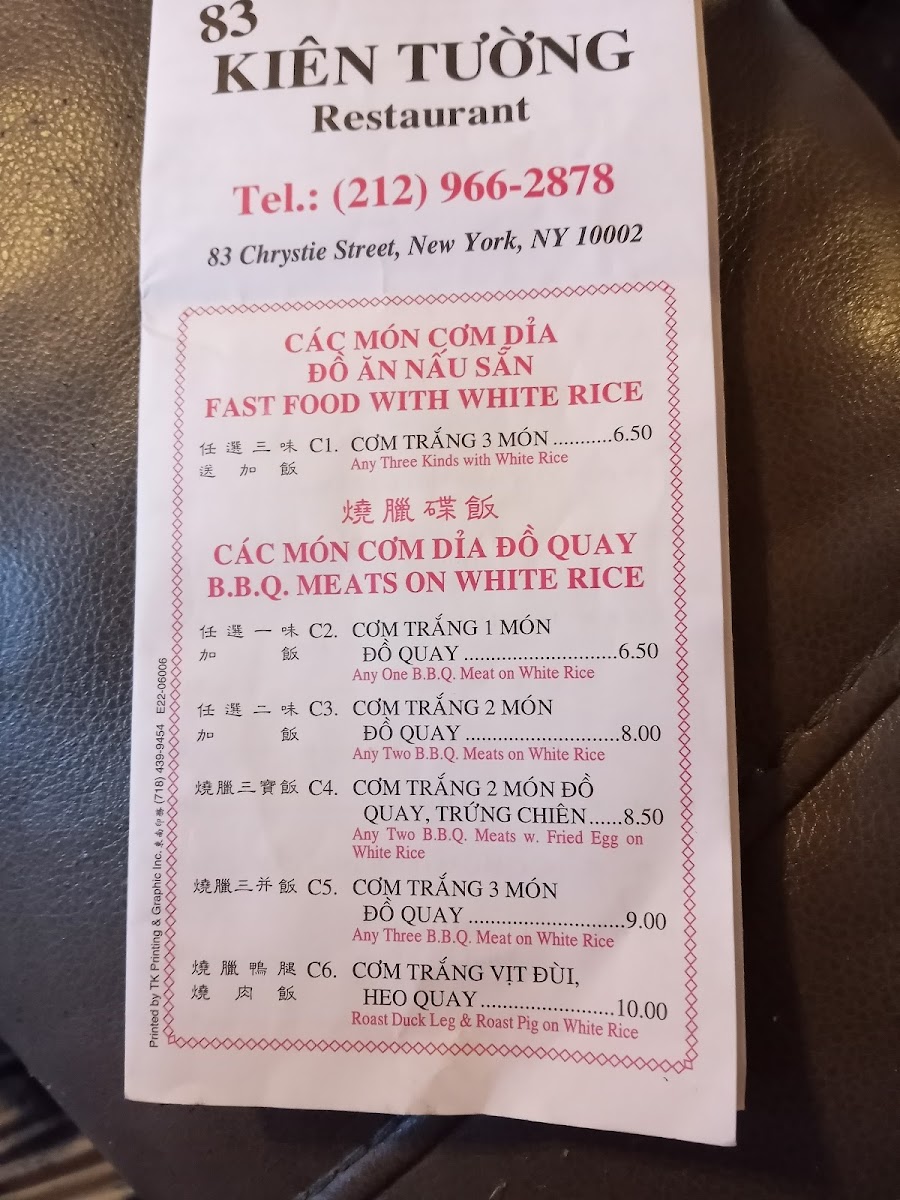 83
KIÊN TƯỜNG
Restaurant
Tel.: (212) 966-2878
83 Chrystie Street, New York, NY 10002
CÁC MÓN CƠM DỈA
ĐỒ ĂN NẤU SẴN
FAST FOOD WITH WHITE RICE
任選三味 C1. CƠM TRẮNG 3 MÓN ...........6.50
送加飯 Any Three Kinds with White Rice
燒臘碟飯
CÁC MÓN CƠM DỈA ĐỒ QUAY
B.B.Q. MEATS ON WHITE RICE
任選一味 C2. CƠM TRẮNG 1 MÓN
加飯 ĐỒ QUAY ............................6.50
Any One B.B.Q. Meat on White Rice
任選二味 C3. CƠM TRẮNG 2 MÓN
加飯 ĐỒ QUAY ............................8.00
Any Two B.B.Q. Meats on White Rice
燒臘三寶飯 C4. CƠM TRẮNG 2 MÓN ĐỒ
QUAY, TRỨNG CHIÊN......8.50
Any Two B.B.Q. Meats w. Fried Egg on
White Rice
燒臘三并飯 C5. CƠM TRẮNG 3 MÓN
ĐỒ QUAY ............................9.00
Any Three B.B.Q. Meat on White Rice
燒臘鴨腿 C6. CƠM TRẮNG VỊT ĐÙI,
燒肉飯 HEO QUAY........................10.00
Roast Duck Leg & Roast Pig on White Rice
Printed by TK Printing & Graphic Inc. 東南印務 (718) 439-9454 E22-06006